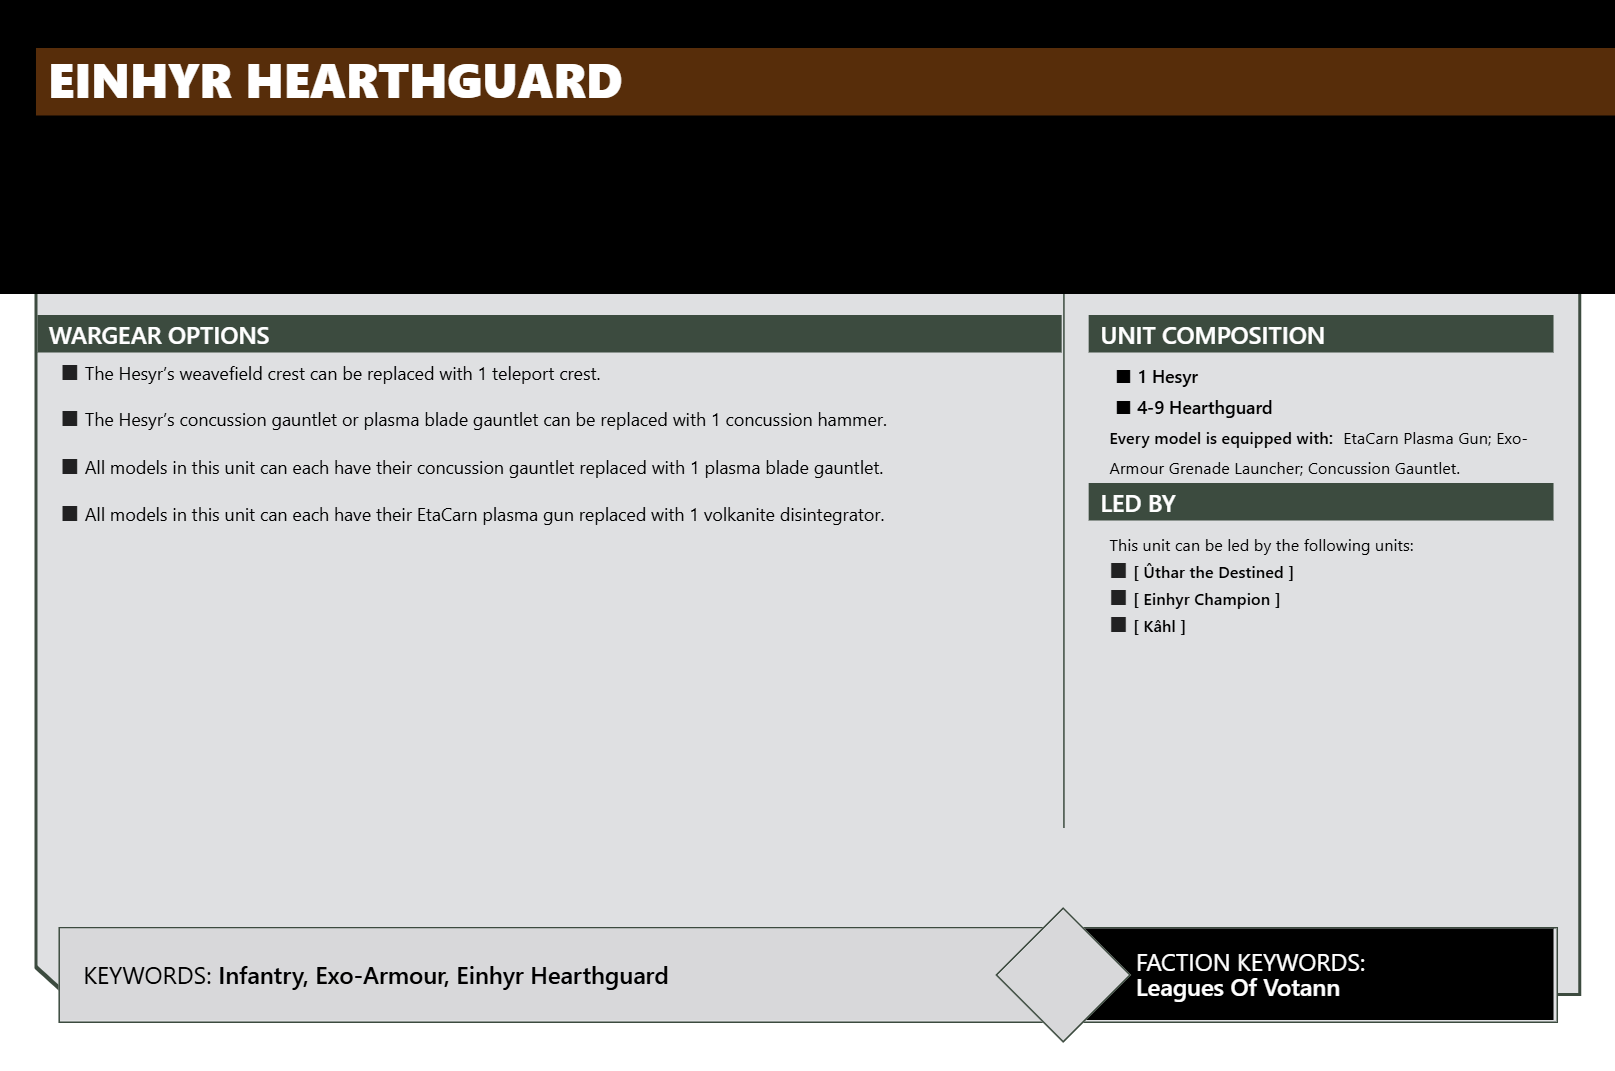 EINHYR HEARTHGUARD
WARGEAR OPTIONS
The Hesyr’s weavefield crest can be replaced with 1 teleport crest.
The Hesyr’s concussion gauntlet or plasma blade gauntlet can be replaced with 1 concussion hammer.
All models in this unit can each have their concussion gauntlet replaced with 1 plasma blade gauntlet.
All models in this unit can each have their EtaCarn plasma gun replaced with 1 volkanite disintegrator.
UNIT COMPOSITION
1 Hesyr
4-9 Hearthguard
Every model is equipped with: EtaCarn Plasma Gun; Exo-
Armour Grenade Launcher; Concussion Gauntlet.
LED BY
This unit can be led by the following units:
[ Ûthar the Destined ]
[ Einhyr Champion ]
[ Kâhl ]
KEYWORDS: Infantry, Exo-Armour, Einhyr Hearthguard
FACTION KEYWORDS:
Leagues Of Votann